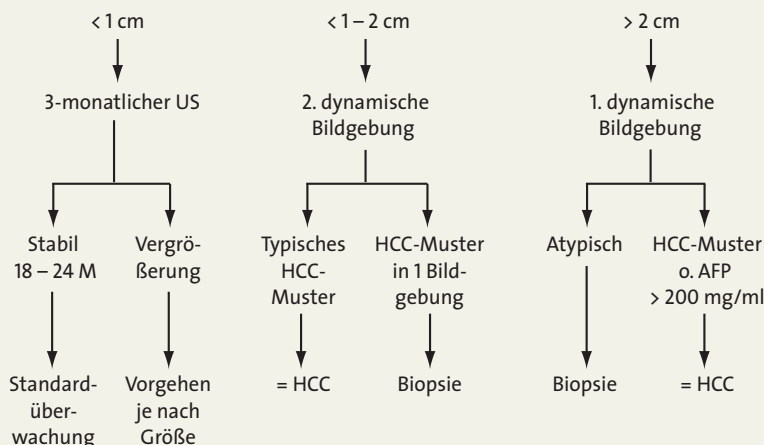 < 1 cm
3-monatlicher US
Stabil
18 – 24 M
Vergrö-
ßerung
Standard-
über-
wachung
Vorgehen
je nach
Größe
< 1 – 2 cm
2. dynamische
Bildgebung
Typisches
HCC-
Muster
HCC-Muster
in 1 Bild-
gebung
= HCC
Biopsie
> 2 cm
1. dynamische
Bildgebung
Atypisch
HCC-Muster
o. AFP
> 200 mg/ml
Biopsie
= HCC